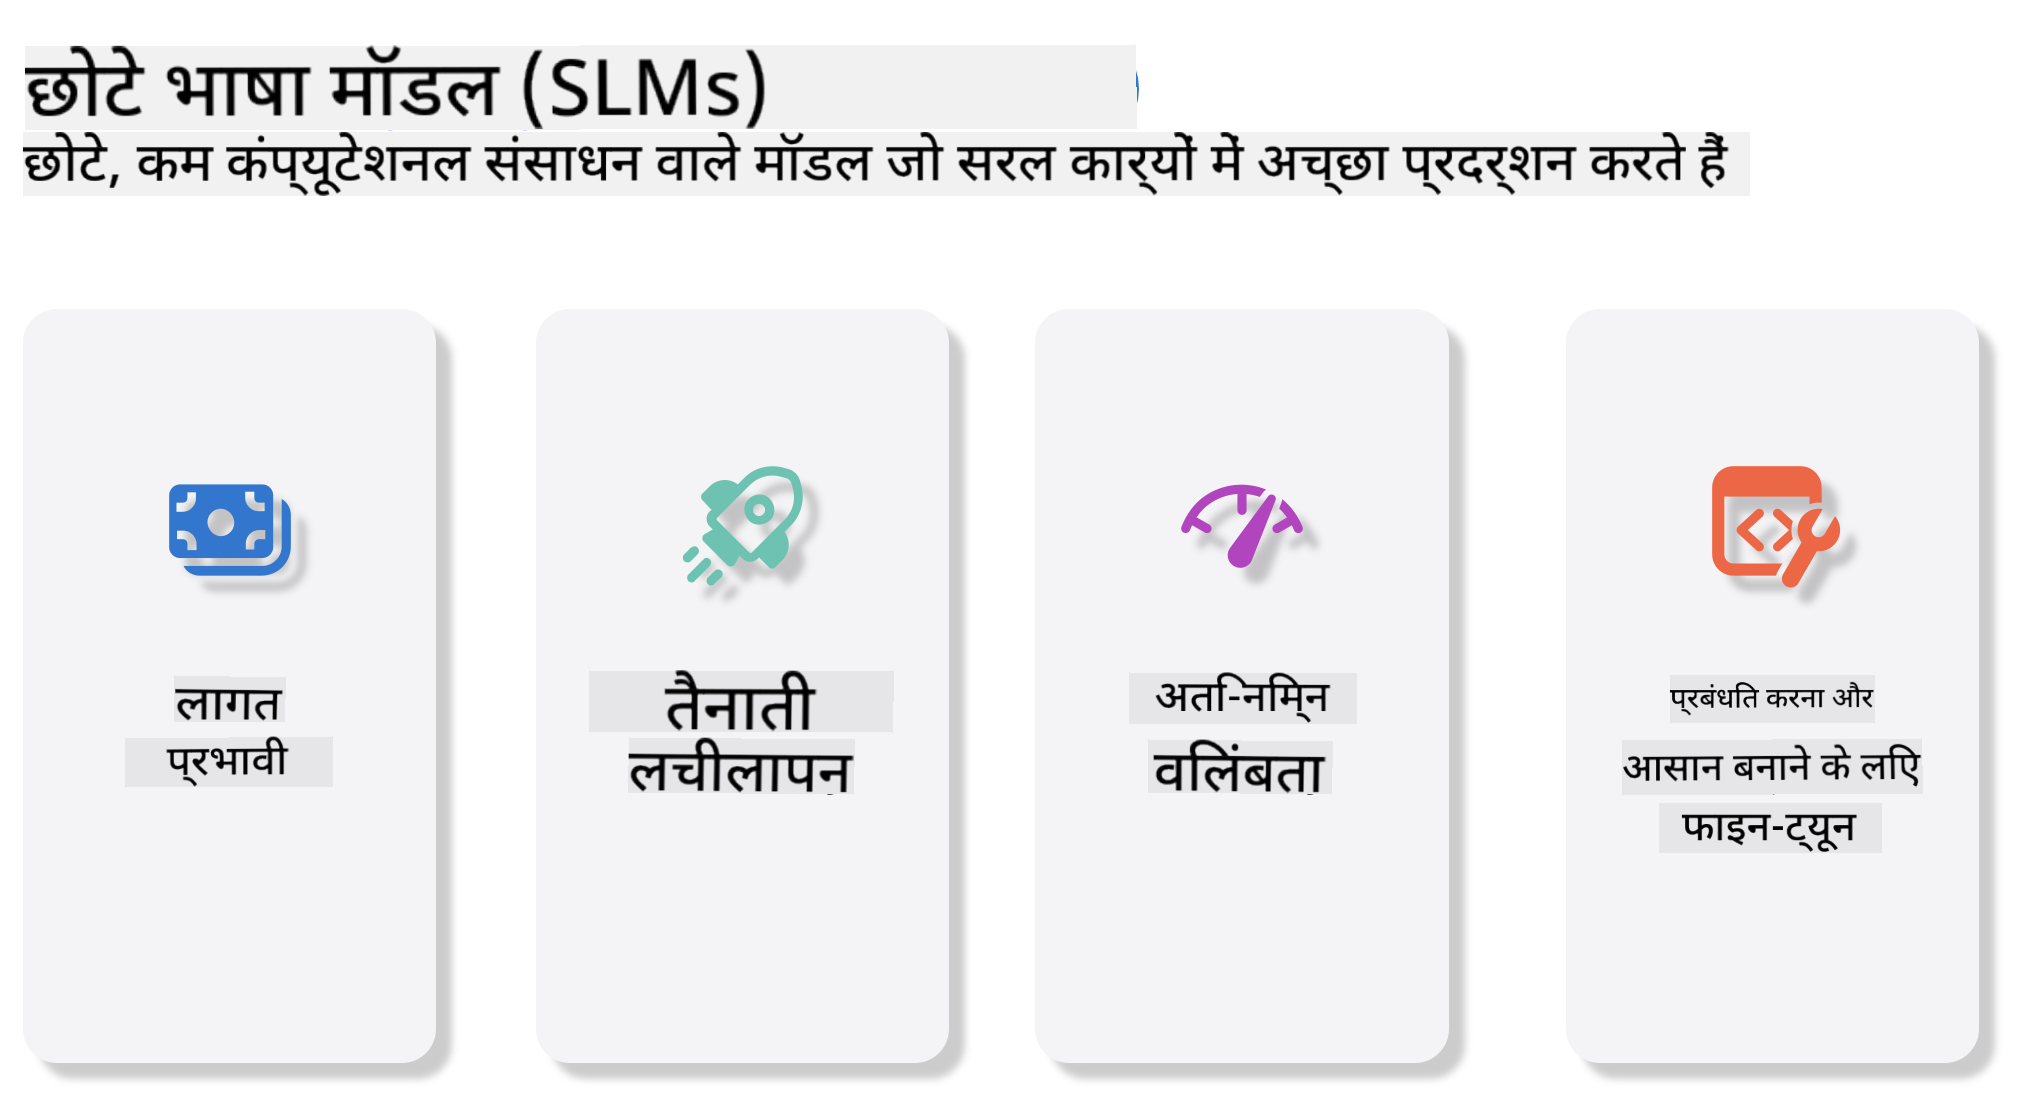 छोटे भाषा मॉडल (SLMs)
छोटे, कम कंप्यूटेशनल संसाधन वाले मॉडल जो सरल कार्यों में अच्छा प्रदर्शन करते हैं
लागत
प्रभावी
तैनाती
लचीलापन
अति-निम्न
विलंबता
प्रबंधित करना और
आसान बनाने के लिए
फाइन-ट्यून